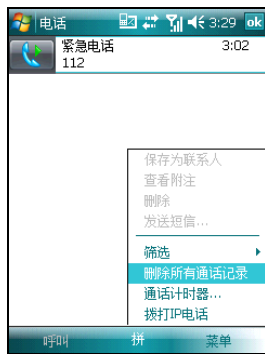 电话 3:29 ok
紧急电话 3:02
112
保存为联系人
查看附注
删除
发送短信...
筛选
删除所有通话记录
通话计时器...
拨打IP电话
呼叫 拼 菜单